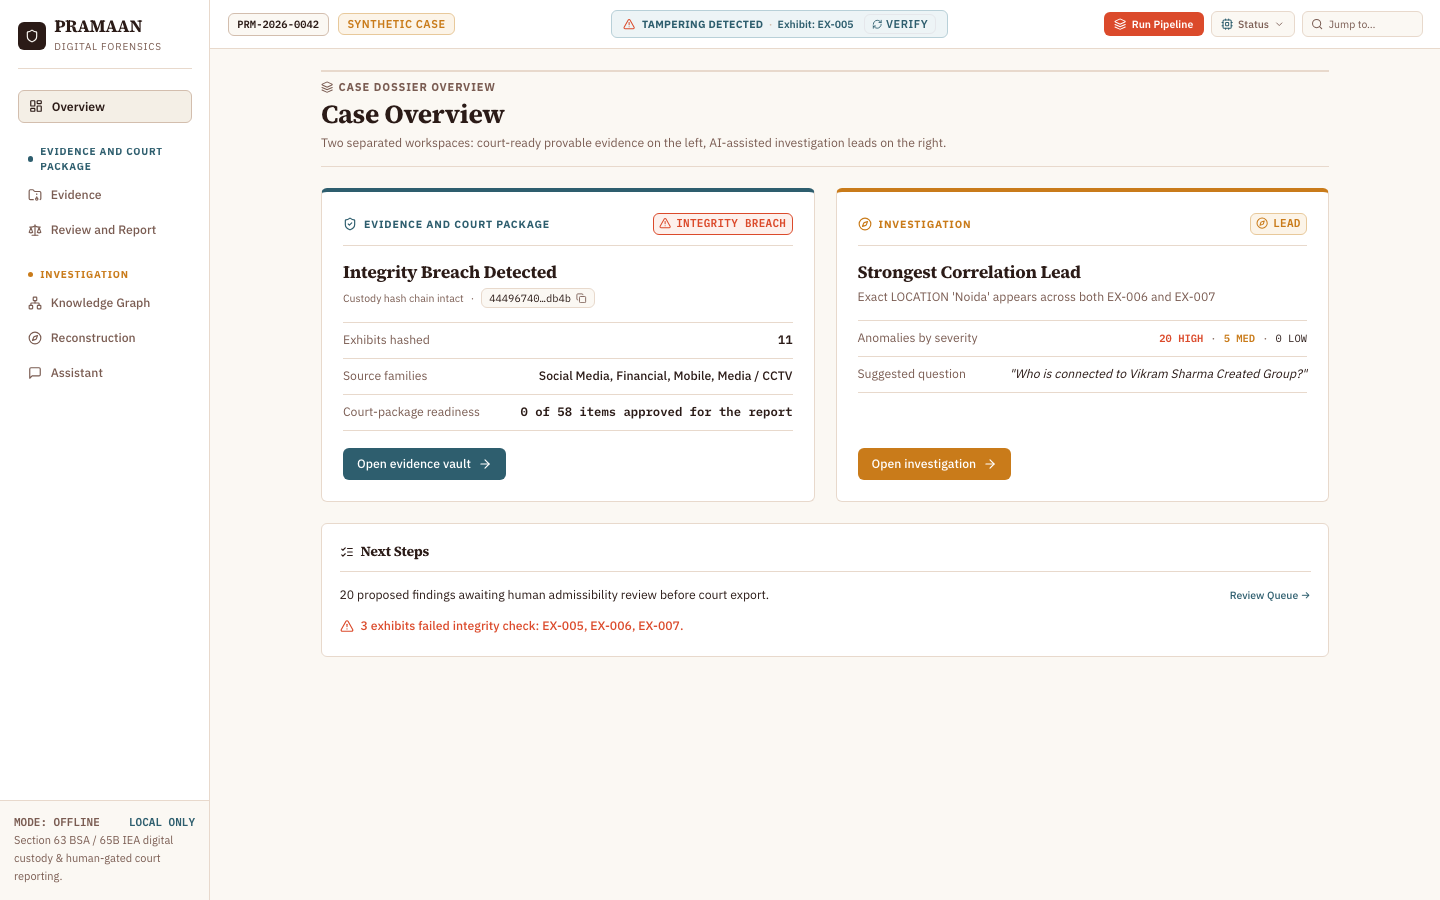 PRAMAAN
DIGITAL FORENSICS
Overview
EVIDENCE AND COURT
PACKAGE
Evidence
Review and Report
INVESTIGATION
Knowledge Graph
Reconstruction
Assistant
MODE: OFFLINE LOCAL ONLY
Section 63 BSA / 65B IEA digital
custody & human-gated court
reporting.
PRM-2026-0042 SYNTHETIC CASE TAMPERING DETECTED · Exhibit: EX-005 VERIFY Run Pipeline Status Jump to...
CASE DOSSIER OVERVIEW
Case Overview
Two separated workspaces: court-ready provable evidence on the left, AI-assisted investigation leads on the right.
EVIDENCE AND COURT PACKAGE INTEGRITY BREACH
Integrity Breach Detected
Custody hash chain intact · 44496740…db4b
Exhibits hashed 11
Source families Social Media, Financial, Mobile, Media / CCTV
Court-package readiness 0 of 58 items approved for the report
Open evidence vault →
INVESTIGATION LEAD
Strongest Correlation Lead
Exact LOCATION 'Noida' appears across both EX-006 and EX-007
Anomalies by severity 20 HIGH · 5 MED · 0 LOW
Suggested question "Who is connected to Vikram Sharma Created Group?"
Open investigation →
Next Steps
20 proposed findings awaiting human admissibility review before court export. Review Queue →
3 exhibits failed integrity check: EX-005, EX-006, EX-007.